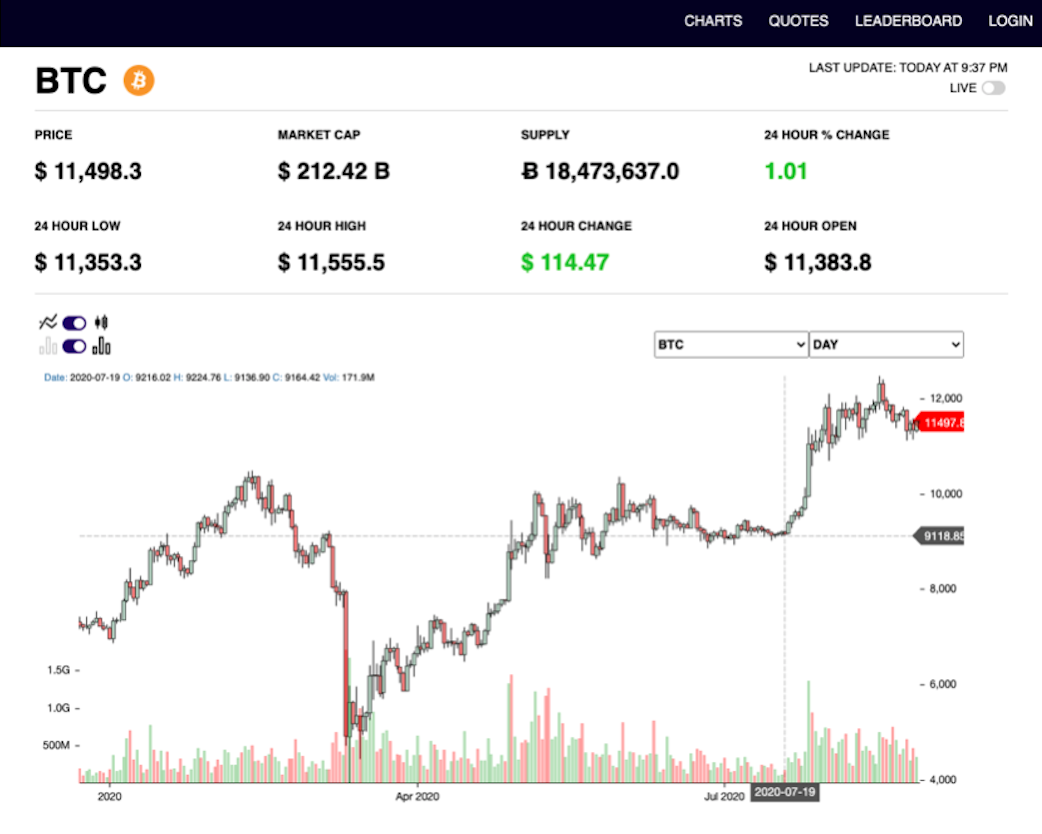 CHARTS QUOTES LEADERBOARD LOGIN
BTC
LAST UPDATE: TODAY AT 9:37 PM
LIVE
PRICE MARKET CAP SUPPLY 24 HOUR % CHANGE
$ 11,498.3 $ 212.42 B Ƀ 18,473,637.0 1.01
24 HOUR LOW 24 HOUR HIGH 24 HOUR CHANGE 24 HOUR OPEN
$ 11,353.3 $ 11,555.5 $ 114.47 $ 11,383.8
BTC DAY
Date: 2020-07-19 O: 9216.02 H: 9224.76 L: 9136.90 C: 9164.42 Vol: 171.9M
12,000
11497.8
10,000
9118.85
8,000
1.5G
6,000
1.0G
500M
4,000
2020 Apr 2020 Jul 2020 2020-07-19